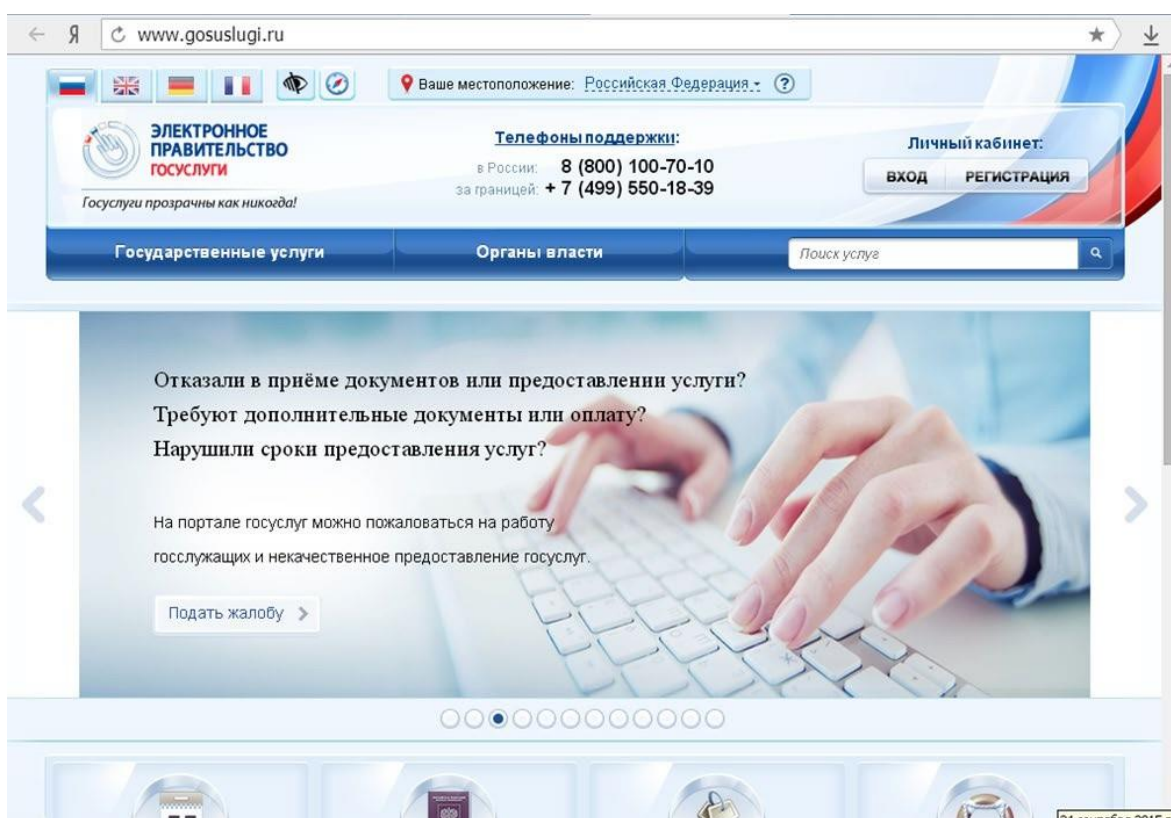 Я www.gosuslugi.ru
Ваше местоположение: Российская Федерация ?
ЭЛЕКТРОННОЕ
ПРАВИТЕЛЬСТВО
ГОСУСЛУГИ
Госуслуги прозрачны как никогда!
Телефоны поддержки:
в России: 8 (800) 100-70-10
за границей: + 7 (499) 550-18-39
Личный кабинет:
ВХОД РЕГИСТРАЦИЯ
Государственные услуги Органы власти Поиск услуг
Отказали в приёме документов или предоставлении услуги?
Требуют дополнительные документы или оплату?
Нарушили сроки предоставления услуг?
На портале госуслуг можно пожаловаться на работу
госслужащих и некачественное предоставление госуслуг.
Подать жалобу